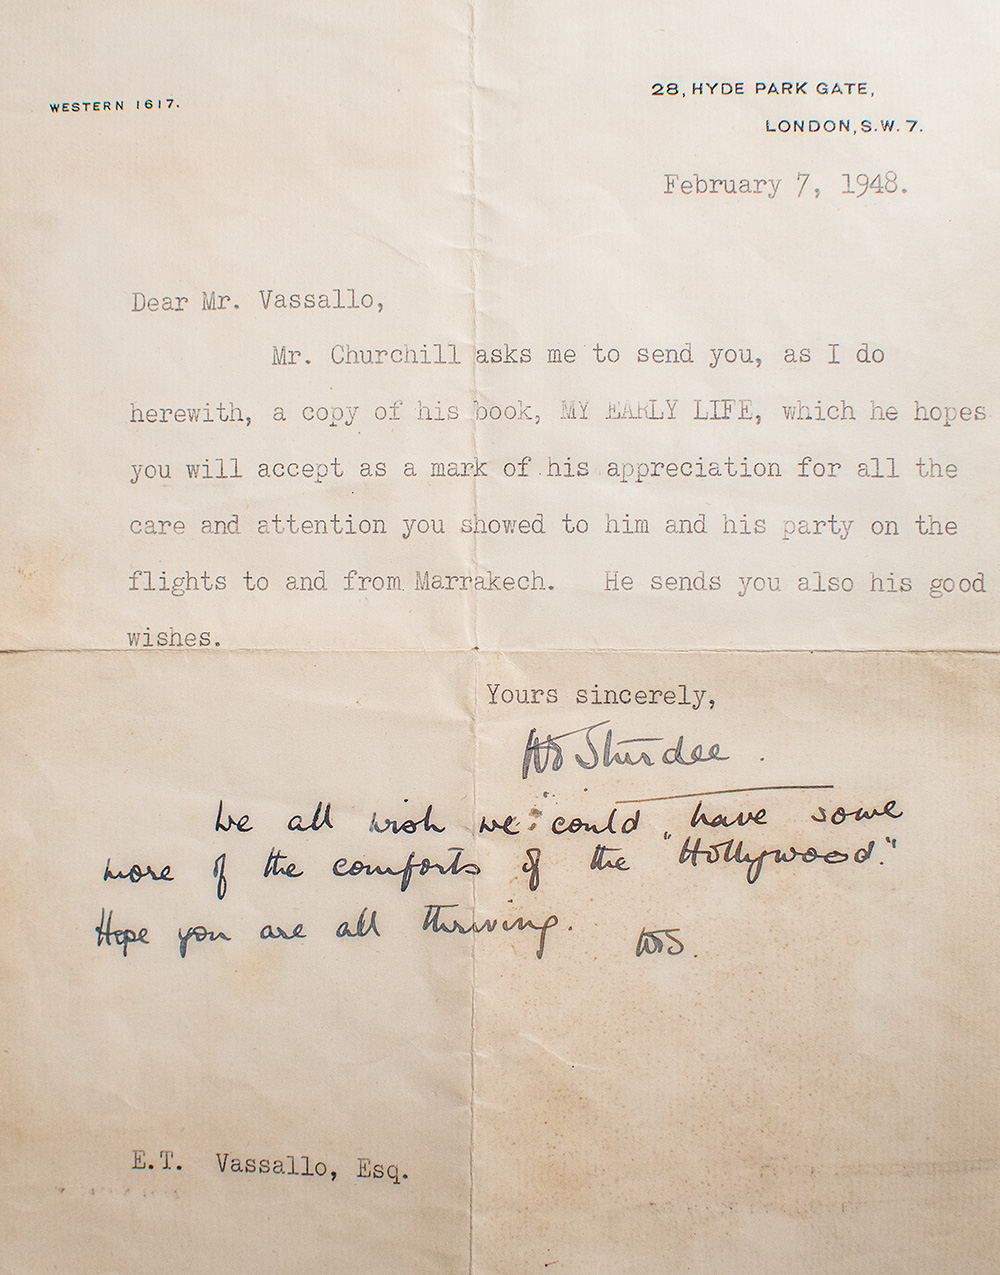 WESTERN 1617.
28, HYDE PARK GATE,
LONDON, S.W. 7.
February 7, 1948.
Dear Mr. Vassallo,
Mr. Churchill asks me to send you, as I do
herewith, a copy of his book, MY EARLY LIFE, which he hopes
you will accept as a mark of his appreciation for all the
care and attention you showed to him and his party on the
flights to and from Marrakech. He sends you also his good
wishes.
Yours sincerely,
Sturdee.
We all wish we could have some
more of the comforts of the "Hollywood."
Hope you are all thriving.
E.T. Vassallo, Esq.